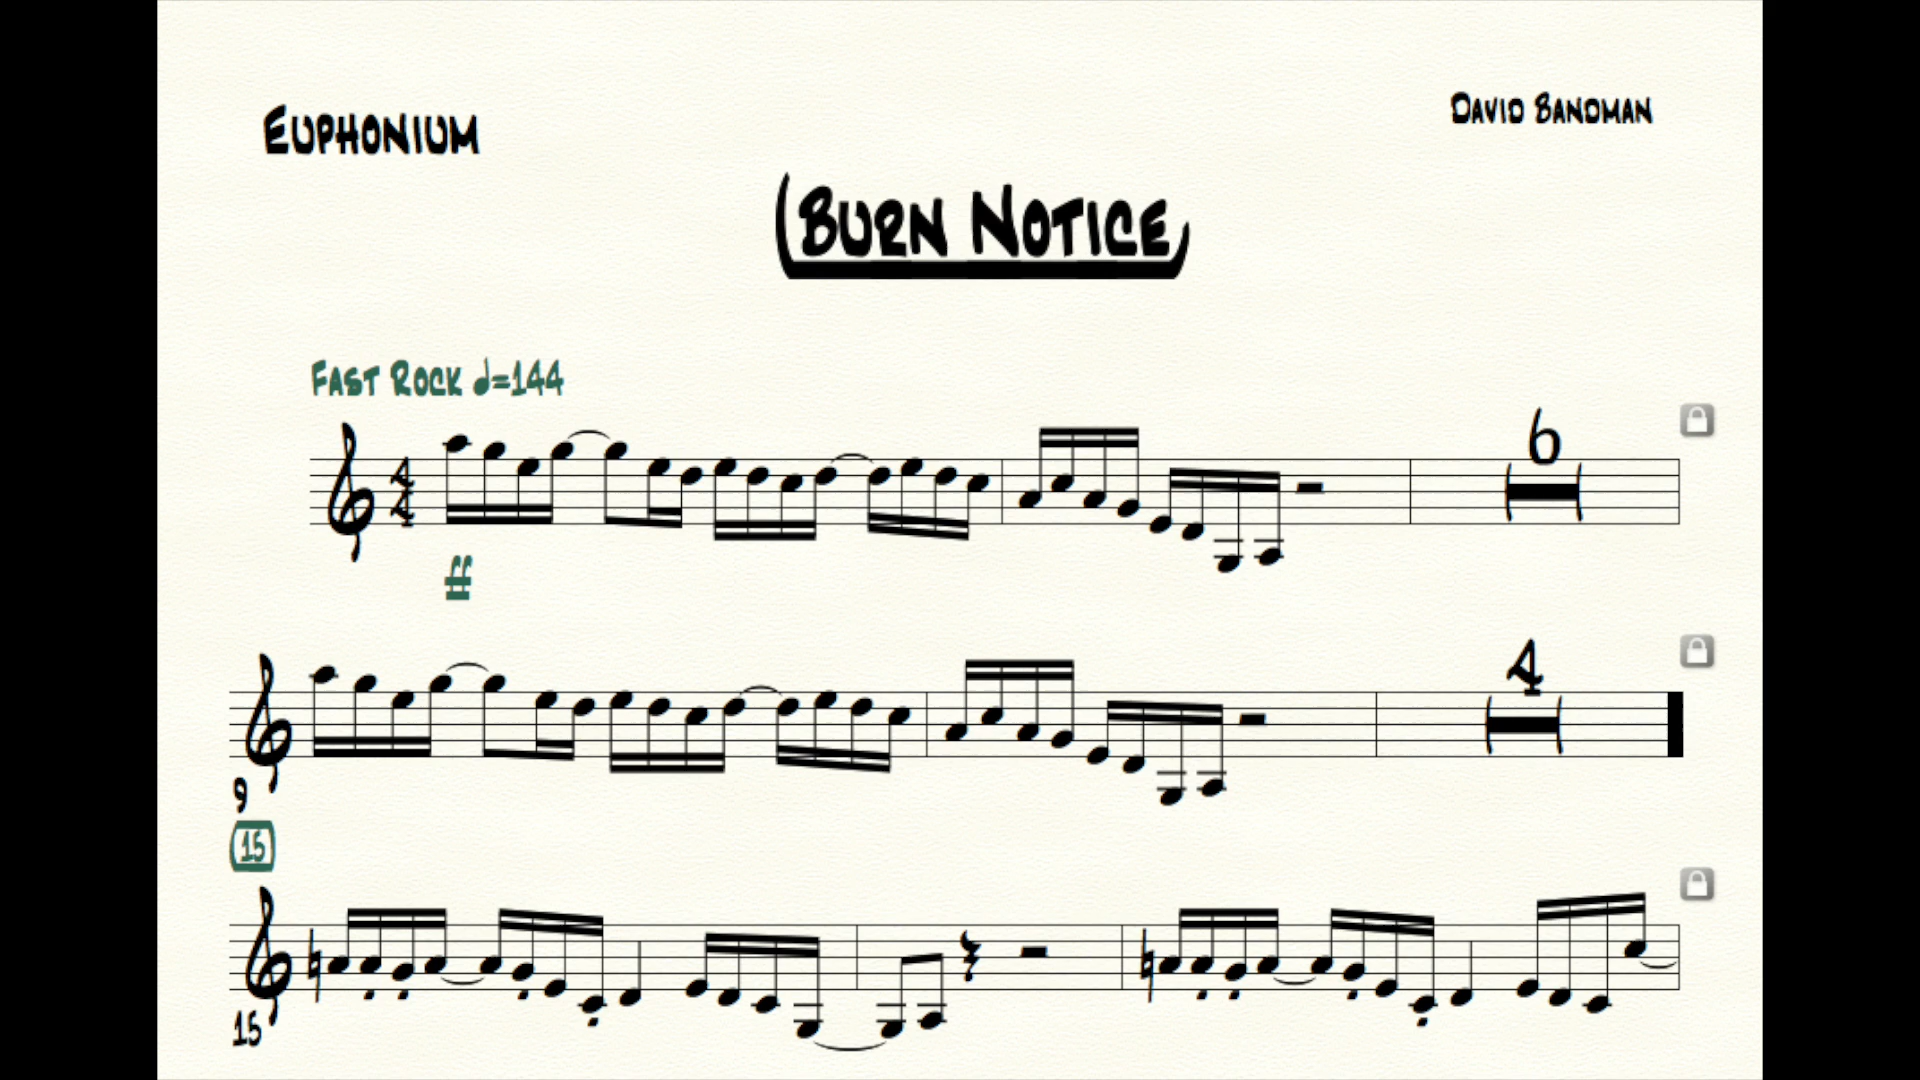 Euphonium
David Bandman
Burn Notice
Fast Rock ♩=144
4/4
6
ff
4
9
15
15